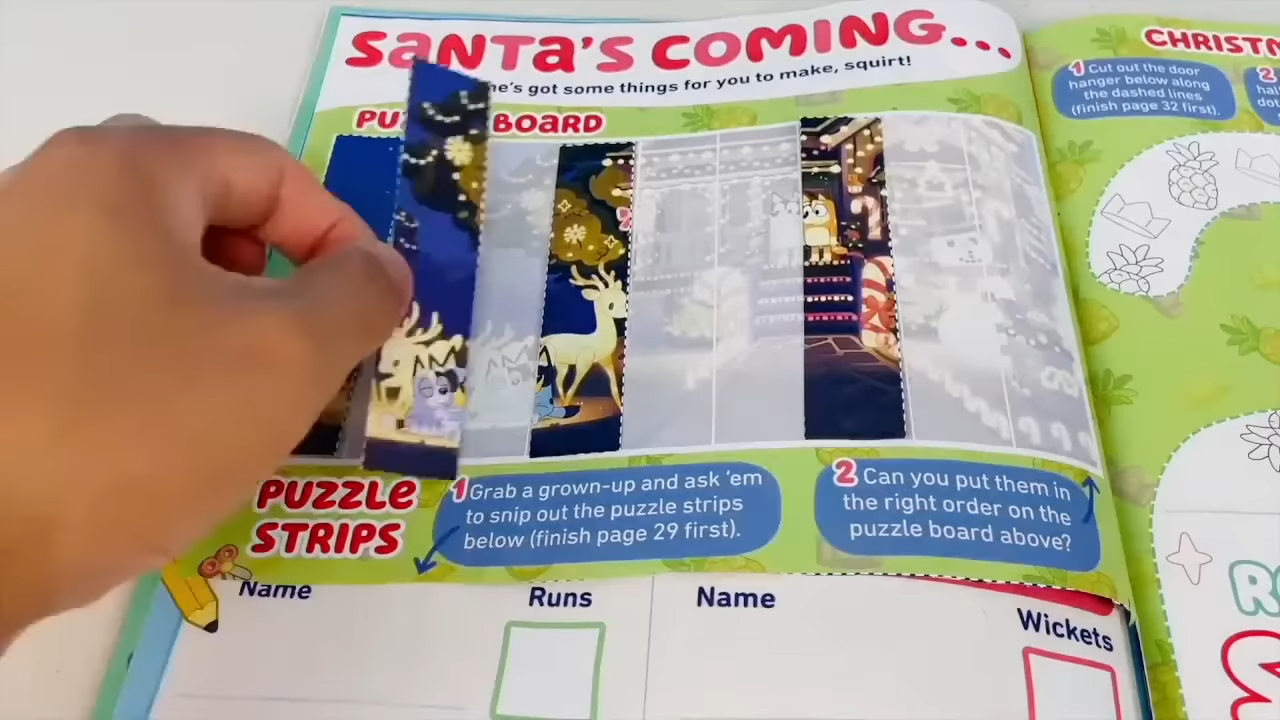 SANTA'S COMING...
he's got some things for you to make, squirt!
BOARD
PUZZLE
STRIPS
1 Grab a grown-up and ask 'em
to snip out the puzzle strips
below (finish page 29 first).
2 Can you put them in
the right order on the
puzzle board above?
Name
Runs
Name
Wickets
1 Cut out the door
hanger below along
the dashed lines
(finish page 32 first).
2